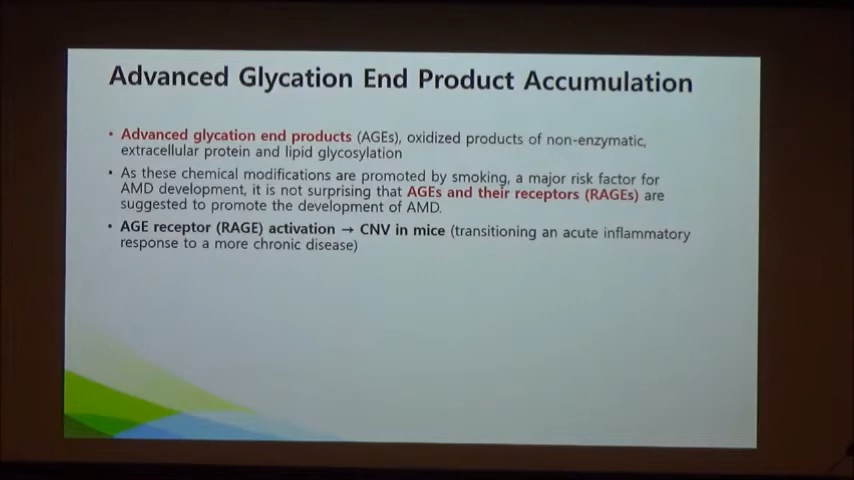 Advanced Glycation End Product Accumulation
• Advanced glycation end products (AGEs), oxidized products of non-enzymatic,
extracellular protein and lipid glycosylation
• As these chemical modifications are promoted by smoking, a major risk factor for
AMD development, it is not surprising that AGEs and their receptors (RAGEs) are
suggested to promote the development of AMD.
• AGE receptor (RAGE) activation → CNV in mice (transitioning an acute inflammatory
response to a more chronic disease)